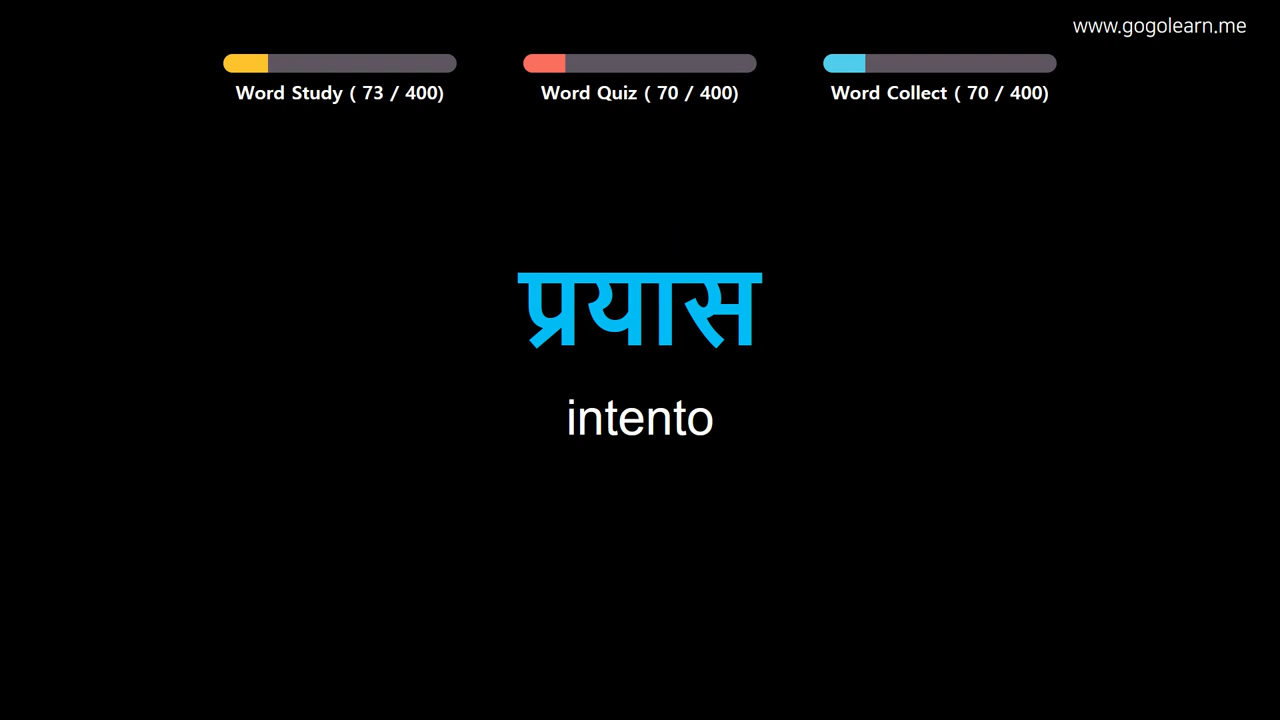 www.gogolearn.me
Word Study ( 73 / 400)
Word Quiz ( 70 / 400)
Word Collect ( 70 / 400)
प्रयास
intento